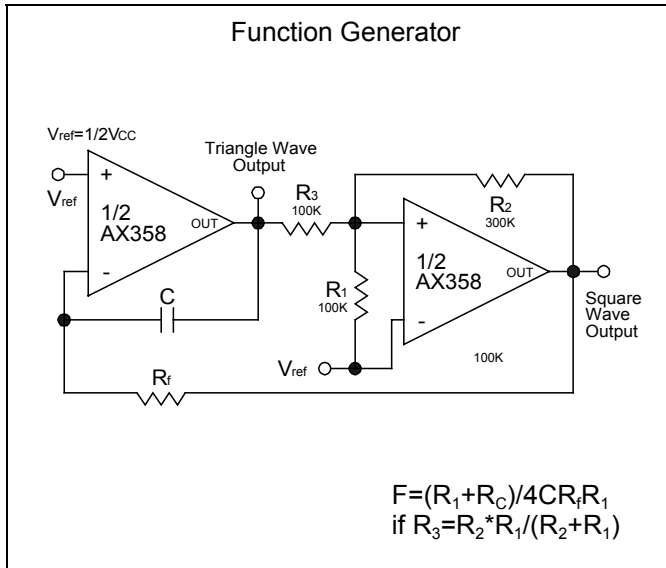 Function Generator
Vref=1/2VCC
Vref
+
-
1/2
AX358
OUT
Triangle Wave
Output
C
Rf
R3
100K
R1
100K
Vref
R2
300K
+
-
1/2
AX358
OUT
100K
Square
Wave
Output
F=(R1+RC)/4CRfR1
if R3=R2*R1/(R2+R1)